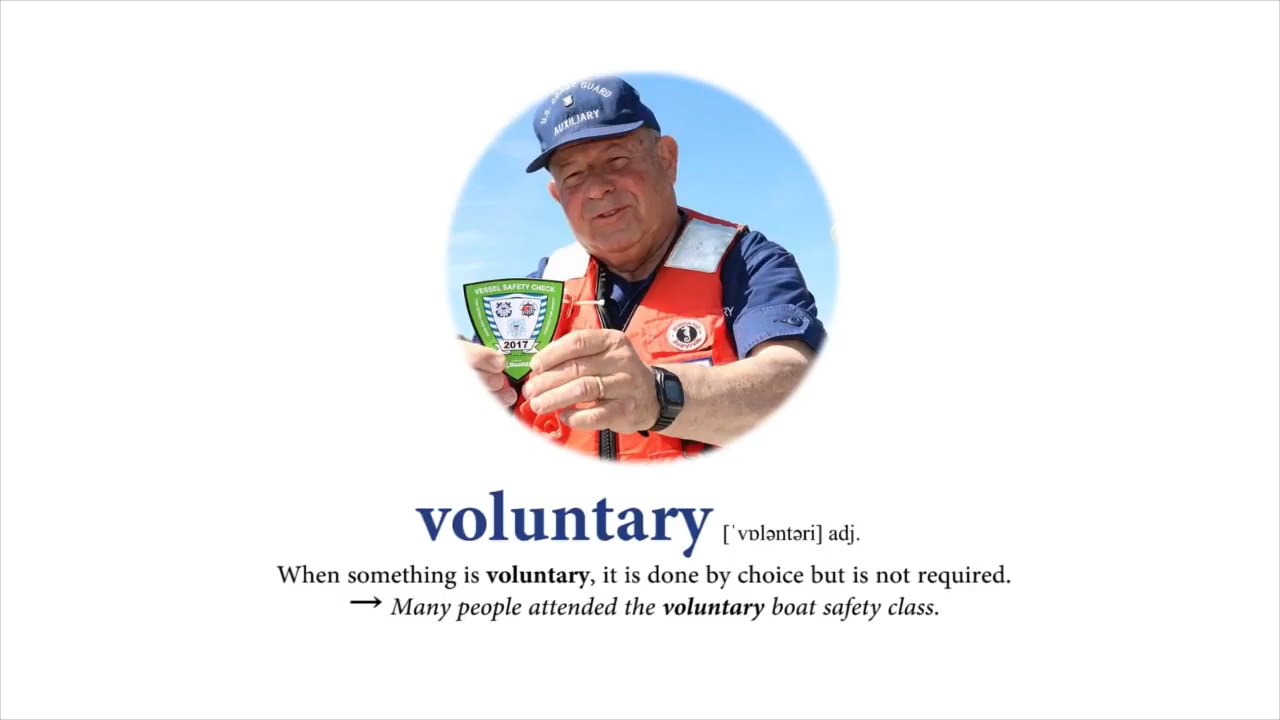 U.S. COAST GUARD
AUXILIARY
VESSEL SAFETY CHECK
2017
voluntary [ˈvɒləntəri] adj.
When something is voluntary, it is done by choice but is not required.
→ Many people attended the voluntary boat safety class.